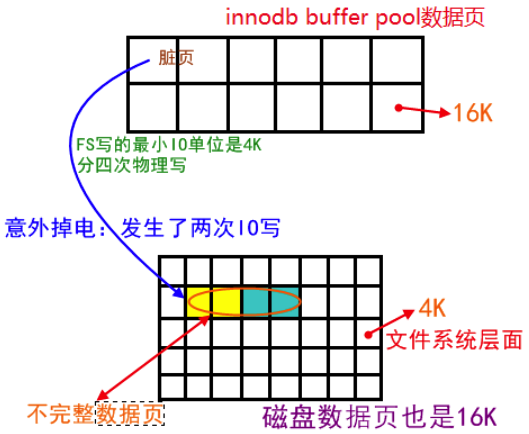 innodb buffer pool数据页
脏页
16K
FS写的最小IO单位是4K
分四次物理写
意外掉电：发生了两次IO写
4K
文件系统层面
不完整数据页
磁盘数据页也是16K